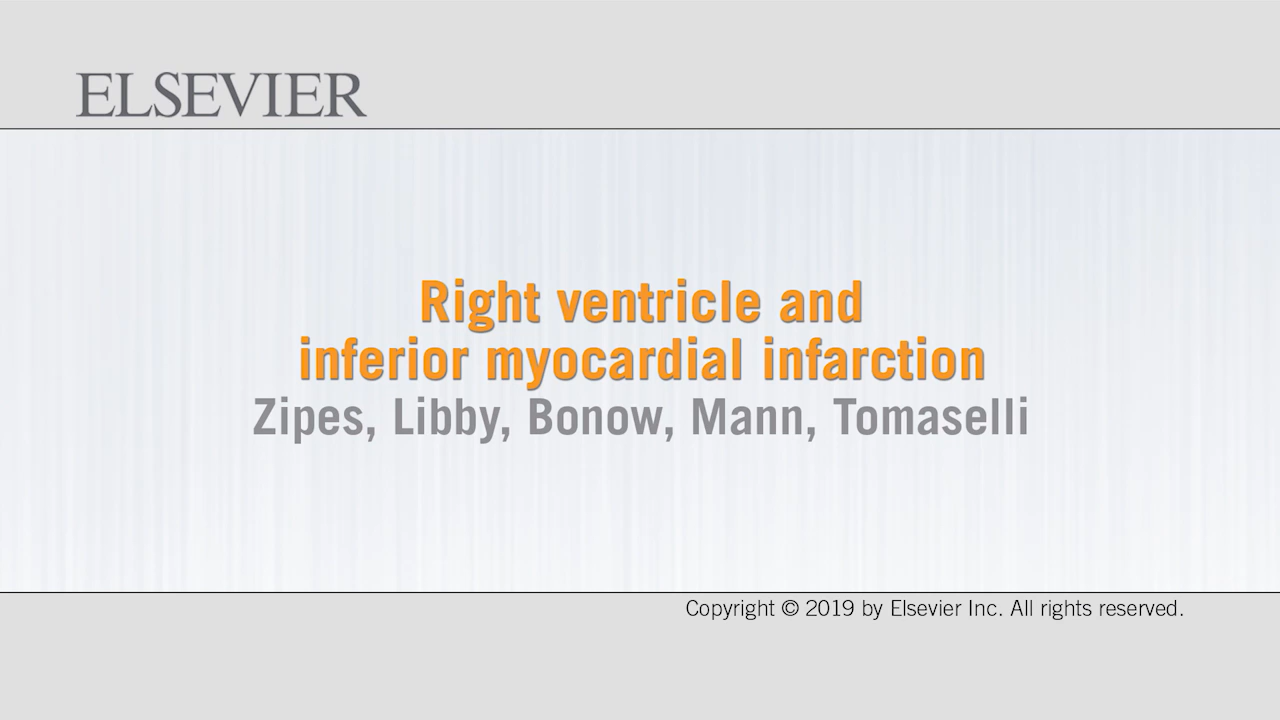 ELSEVIER
Right ventricle and
inferior myocardial infarction
Zipes, Libby, Bonow, Mann, Tomaselli
Copyright © 2019 by Elsevier Inc. All rights reserved.